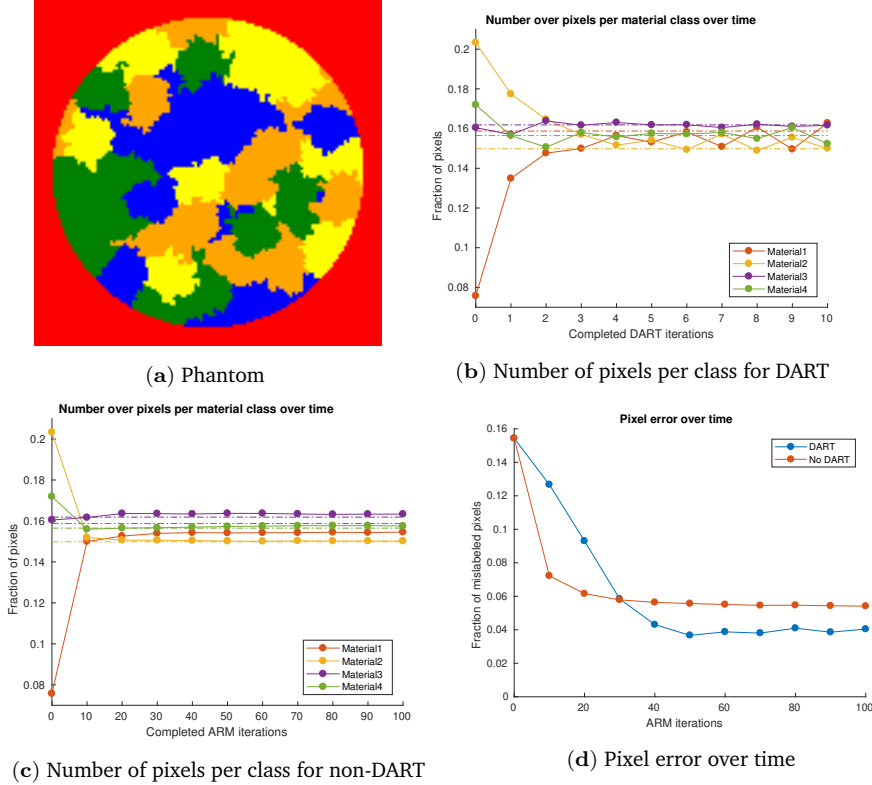 (a) Phantom
Number over pixels per material class over time
Fraction of pixels
0.2
0.18
0.16
0.14
0.12
0.1
0.08
0 1 2 3 4 5 6 7 8 9 10
Completed DART iterations
Material1
Material2
Material3
Material4
(b) Number of pixels per class for DART
Number over pixels per material class over time
Fraction of pixels
0.2
0.18
0.16
0.14
0.12
0.1
0.08
0 10 20 30 40 50 60 70 80 90 100
Completed ARM iterations
Material1
Material2
Material3
Material4
(c) Number of pixels per class for non-DART
Pixel error over time
Fraction of mislabeled pixels
0.16
0.14
0.12
0.1
0.08
0.06
0.04
0.02
0
0 20 40 60 80 100
ARM iterations
DART
No DART
(d) Pixel error over time